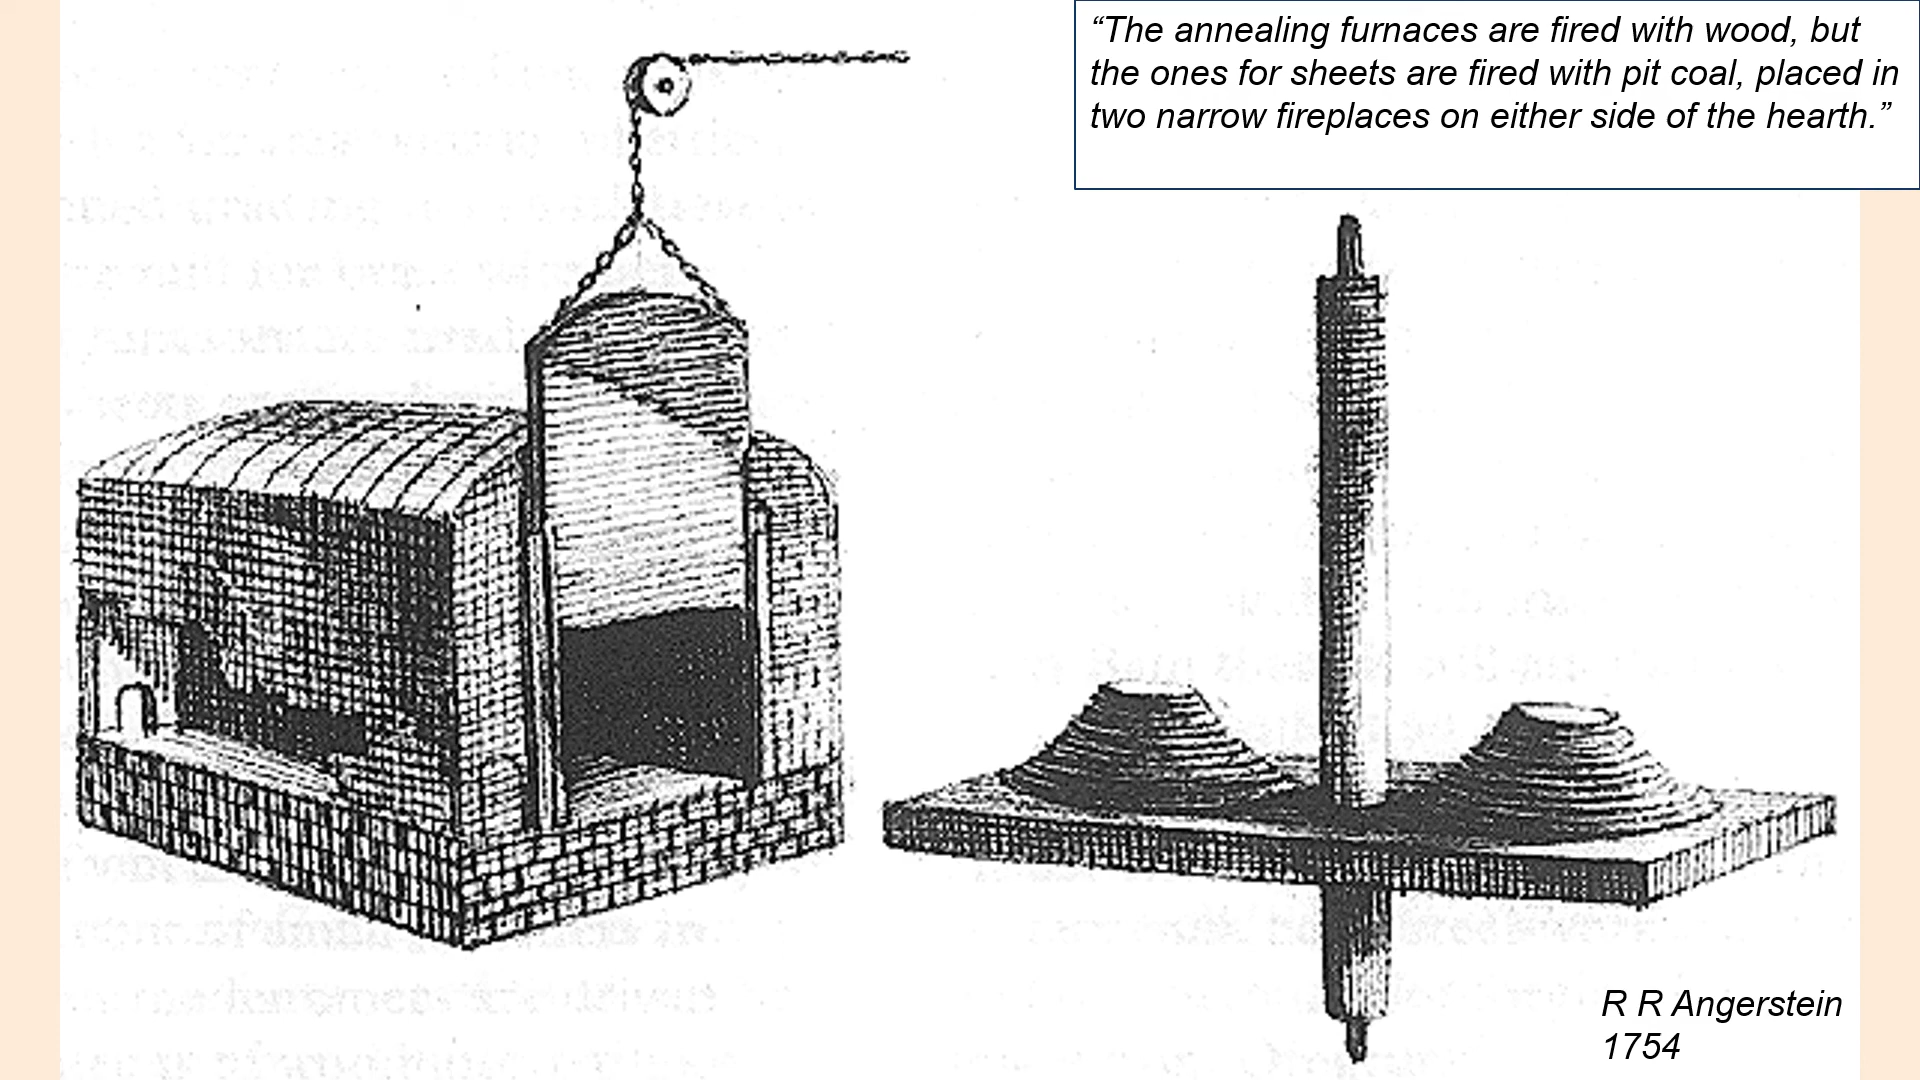 “The annealing furnaces are fired with wood, but
the ones for sheets are fired with pit coal, placed in
two narrow fireplaces on either side of the hearth.”
R R Angerstein
1754